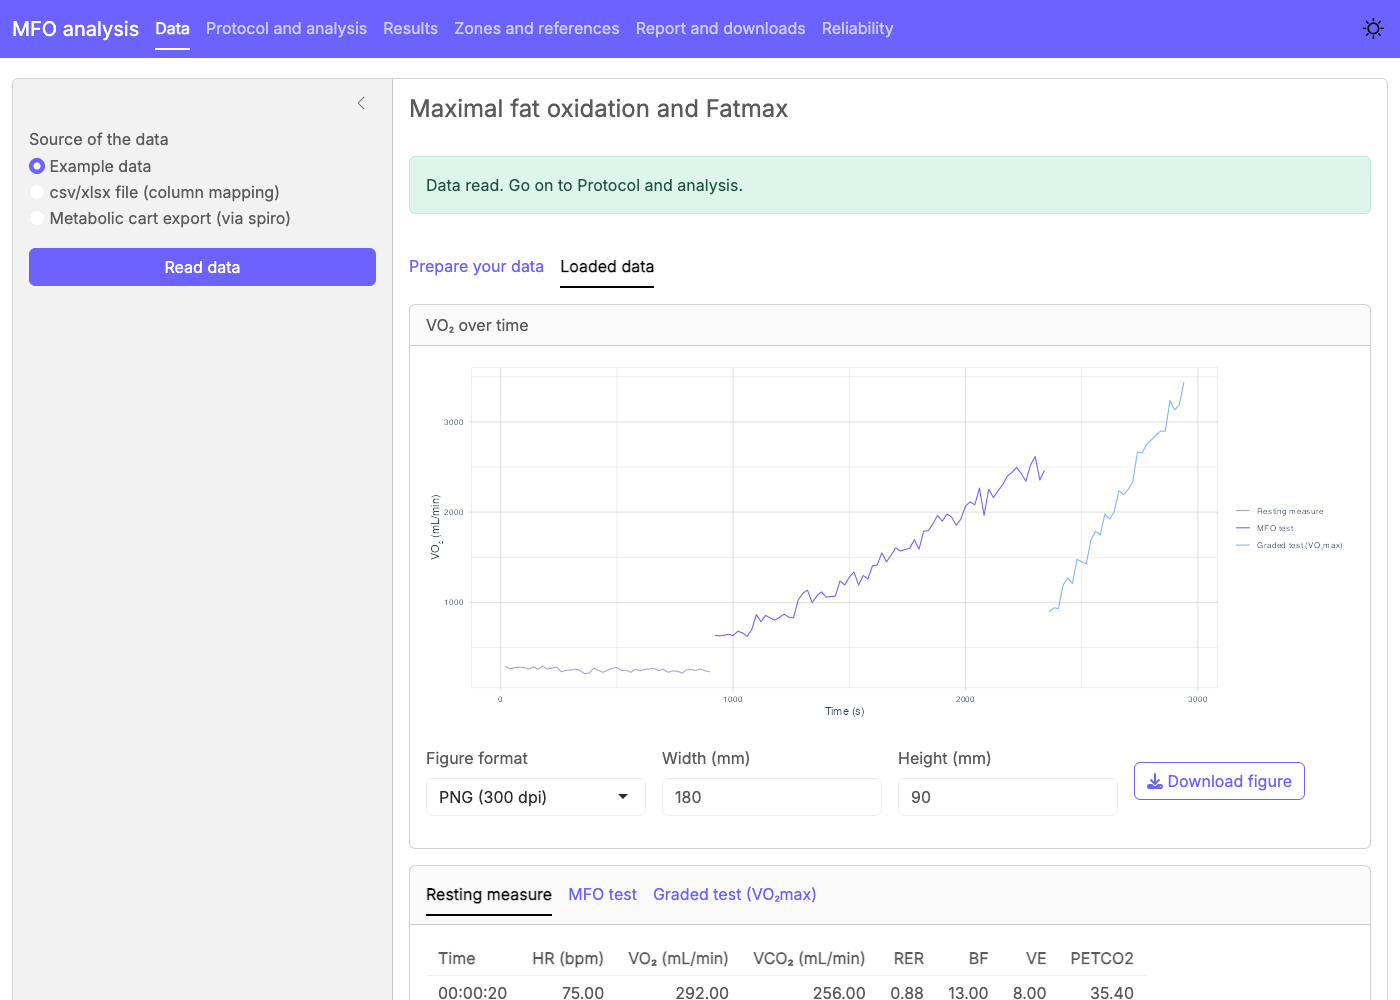 MFO analysis Data Protocol and analysis Results Zones and references Report and downloads Reliability
Source of the data
Example data
csv/xlsx file (column mapping)
Metabolic cart export (via spiro)
Read data
Maximal fat oxidation and Fatmax
Data read. Go on to Protocol and analysis.
Prepare your data Loaded data
VO₂ over time
3000
2000
1000
VO₂ (mL/min)
0 1000 2000 3000
Time (s)
Resting measure
MFO test
Graded test (VO₂max)
Figure format Width (mm) Height (mm)
PNG (300 dpi) 180 90 Download figure
Resting measure MFO test Graded test (VO₂max)
Time HR (bpm) VO₂ (mL/min) VCO₂ (mL/min) RER BF VE PETCO2
00:00:20 75.00 292.00 256.00 0.88 13.00 8.00 35.40